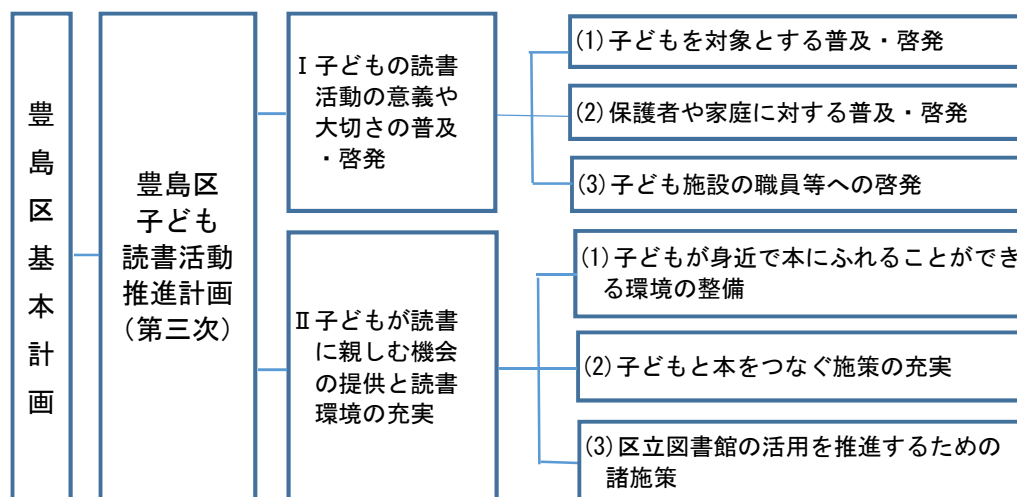 豊島区基本計画
豊島区
子ども
読書活動
推進計画
(第三次)
Ⅰ子どもの読書
活動の意義や
大切さの普及
・啓発
(1)子どもを対象とする普及・啓発
(2)保護者や家庭に対する普及・啓発
(3)子ども施設の職員等への啓発
Ⅱ子どもが読書
に親しむ機会
の提供と読書
環境の充実
(1)子どもが身近で本にふれることができ
る環境の整備
(2)子どもと本をつなぐ施策の充実
(3)区立図書館の活用を推進するための
諸施策